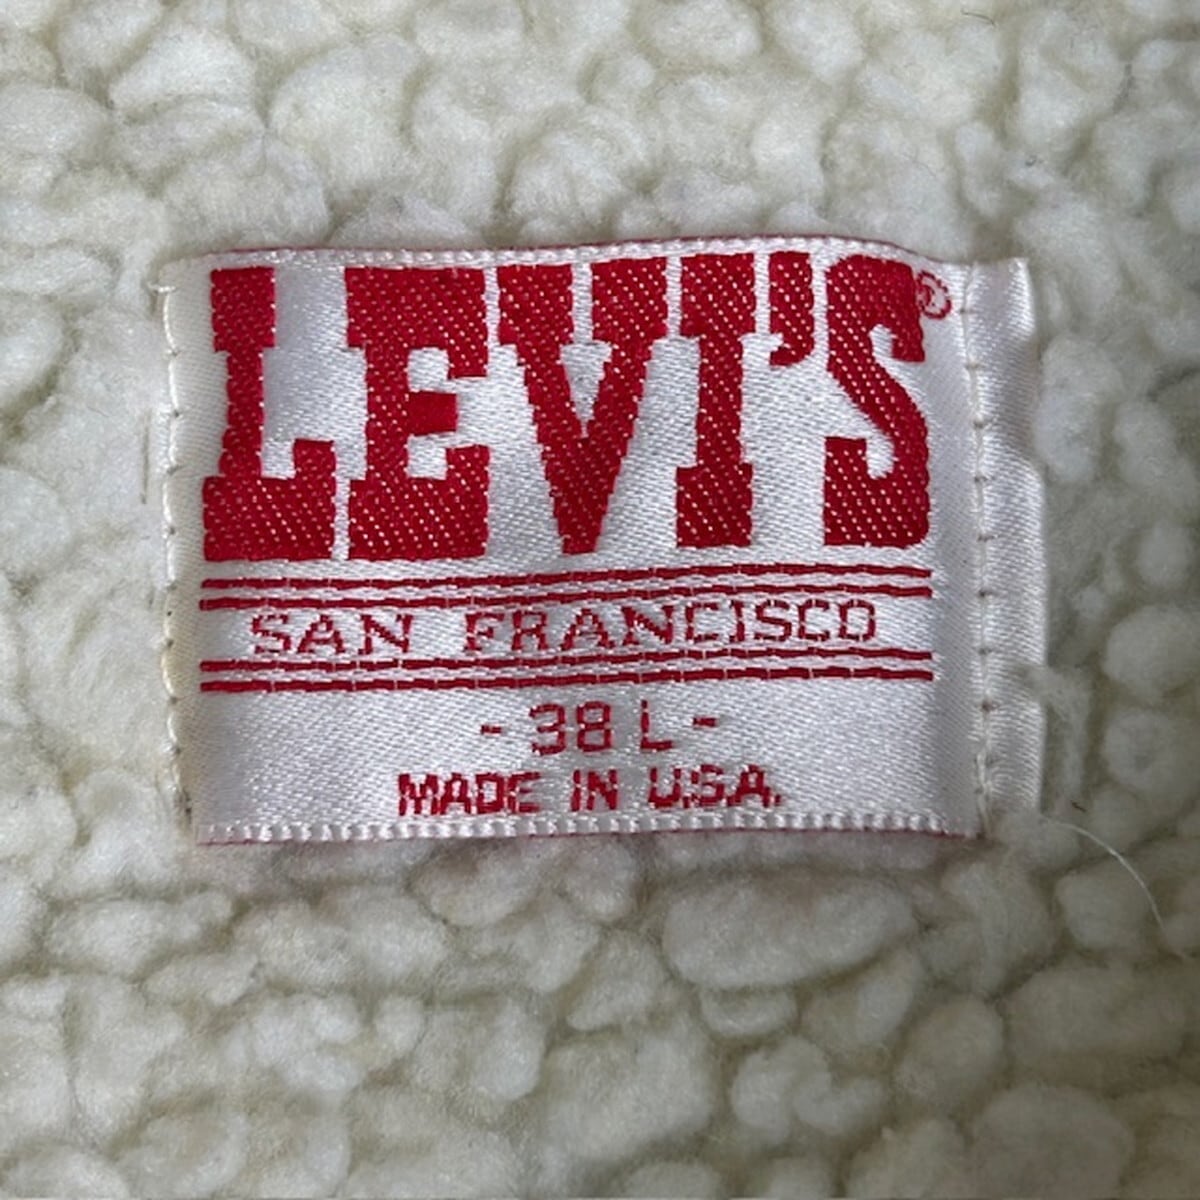 LEVI'S®
SAN FRANCISCO
- 38 L -
MADE IN U.S.A.